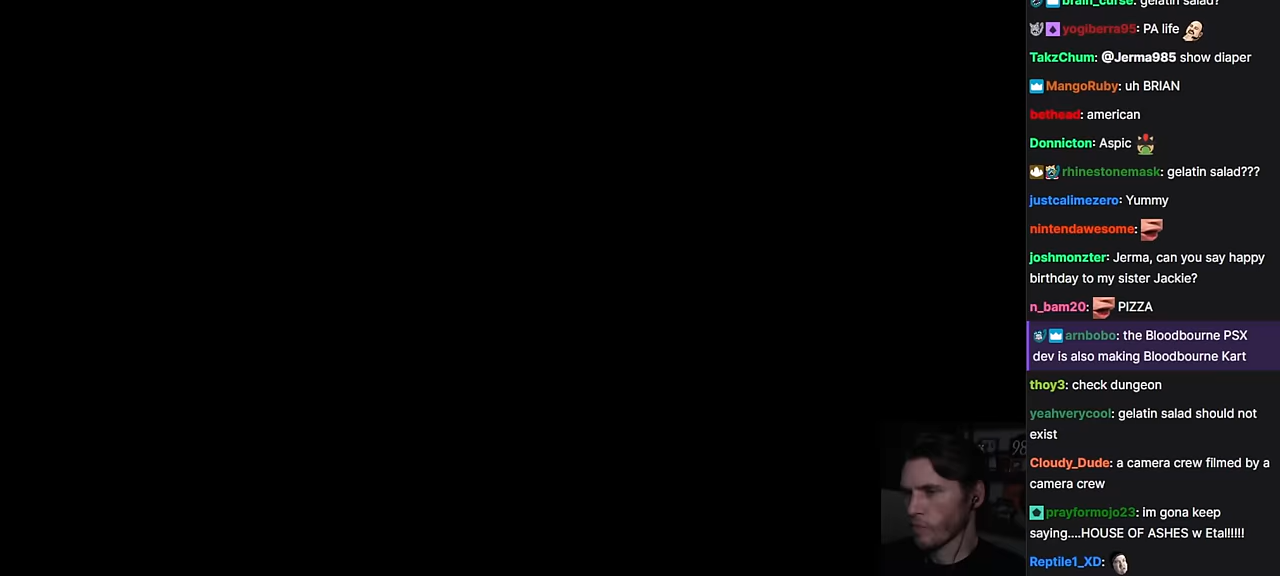 brain_curse: gelatin salad?
yogiberra95: PA life
TakzChum: @Jerma985 show diaper
MangoRuby: uh BRIAN
bethead: american
Donnicton: Aspic
rhinestonemask: gelatin salad???
justcalimezero: Yummy
nintendawesome:
joshmonzter: Jerma, can you say happy
birthday to my sister Jackie?
n_bam20: PIZZA
arnbobo: the Bloodbourne PSX
dev is also making Bloodbourne Kart
thoy3: check dungeon
yeahverycool: gelatin salad should not
exist
Cloudy_Dude: a camera crew filmed by a
camera crew
prayformojo23: im gona keep
saying....HOUSE OF ASHES w Etal!!!!!
Reptile1_XD: